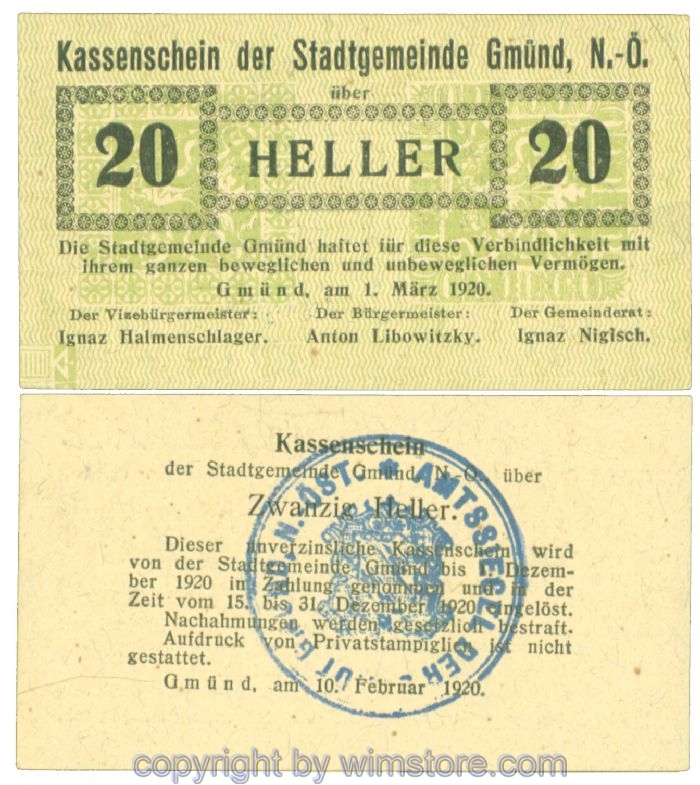 Kassenschein der Stadtgemeinde Gmünd, N.-Ö.
über
20 HELLER 20
Die Stadtgemeinde Gmünd haftet für diese Verbindlichkeit mit
ihrem ganzen beweglichen und unbeweglichen Vermögen.
Gmünd, am 1. März 1920.
Der Vizebürgermeister: Der Bürgermeister: Der Gemeinderat:
Ignaz Halmenschlager. Anton Libowitzky. Ignaz Nigisch.
Kassenschein
der Stadtgemeinde Gmünd N.-Ö., über
Zwanzig Heller.
Dieser unverzinsliche Kassenschein wird
von der Stadtgemeinde Gmünd bis 1. Dezem-
ber 1920 in Zahlung genommen und in der
Zeit vom 15. bis 31. Dezember 1920 eingelöst.
Nachahmungen werden gesetzlich bestraft.
Aufdruck von Privatstampiglien ist nicht
gestattet.
Gmünd, am 10. Februar 1920.
AMTSSIEGEL DER
N. ÖST.
copyright by wimstore.com